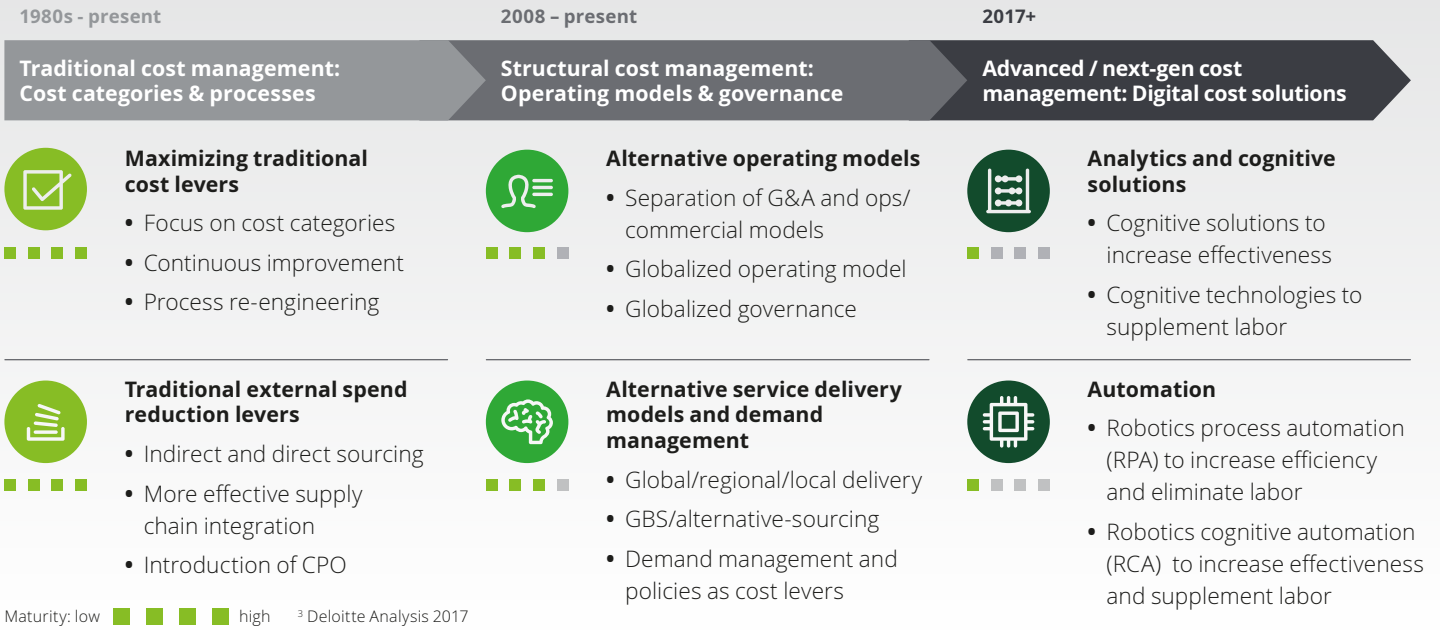 1980s - present
Traditional cost management:
Cost categories & processes
Maximizing traditional
cost levers
• Focus on cost categories
• Continuous improvement
• Process re-engineering
Traditional external spend
reduction levers
• Indirect and direct sourcing
• More effective supply
chain integration
• Introduction of CPO
2008 – present
Structural cost management:
Operating models & governance
Alternative operating models
• Separation of G&A and ops/
commercial models
• Globalized operating model
• Globalized governance
Alternative service delivery
models and demand
management
• Global/regional/local delivery
• GBS/alternative-sourcing
• Demand management and
policies as cost levers
2017+
Advanced / next-gen cost
management: Digital cost solutions
Analytics and cognitive
solutions
• Cognitive solutions to
increase effectiveness
• Cognitive technologies to
supplement labor
Automation
• Robotics process automation
(RPA) to increase efficiency
and eliminate labor
• Robotics cognitive automation
(RCA)  to increase effectiveness
and supplement labor
Maturity: low high ³ Deloitte Analysis 2017